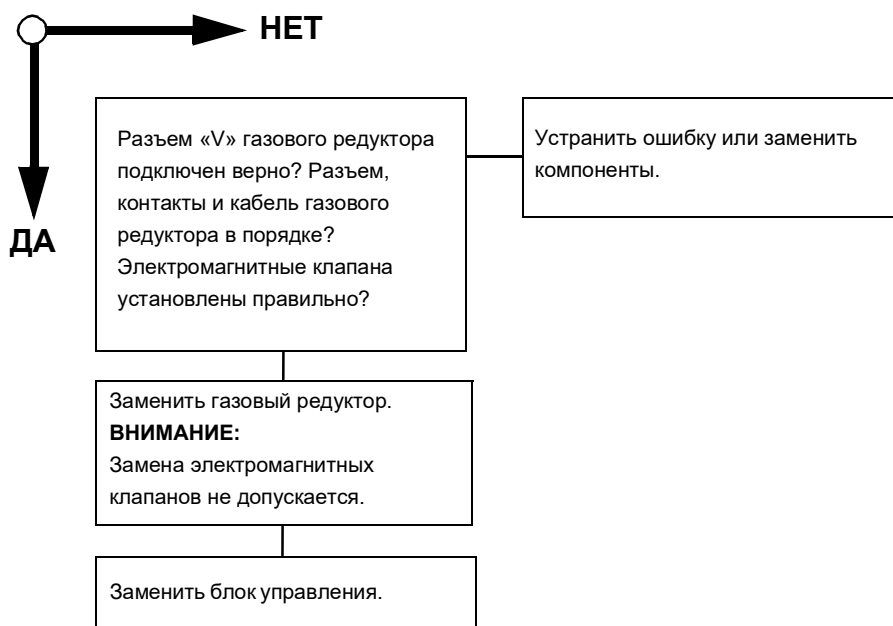 НЕТ
ДА
Разъем «V» газового редуктора
подключен верно? Разъем,
контакты и кабель газового
редуктора в порядке?
Электромагнитные клапана
установлены правильно?
Устранить ошибку или заменить
компоненты.
Заменить газовый редуктор.
ВНИМАНИЕ:
Замена электромагнитных
клапанов не допускается.
Заменить блок управления.